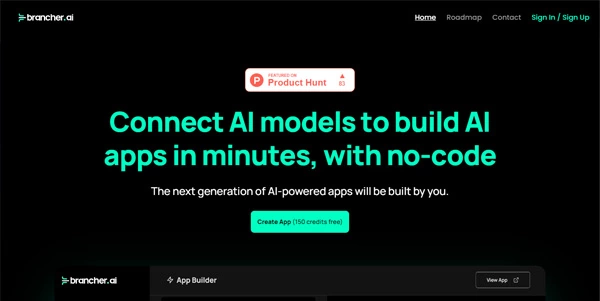 brancher.ai
Home Roadmap Contact Sign In / Sign Up
FEATURED ON
Product Hunt
Connect AI models to build AI
apps in minutes, with no-code
The next generation of AI-powered apps will be built by you.
Create App (150 credits free)
brancher.ai
App Builder
View App